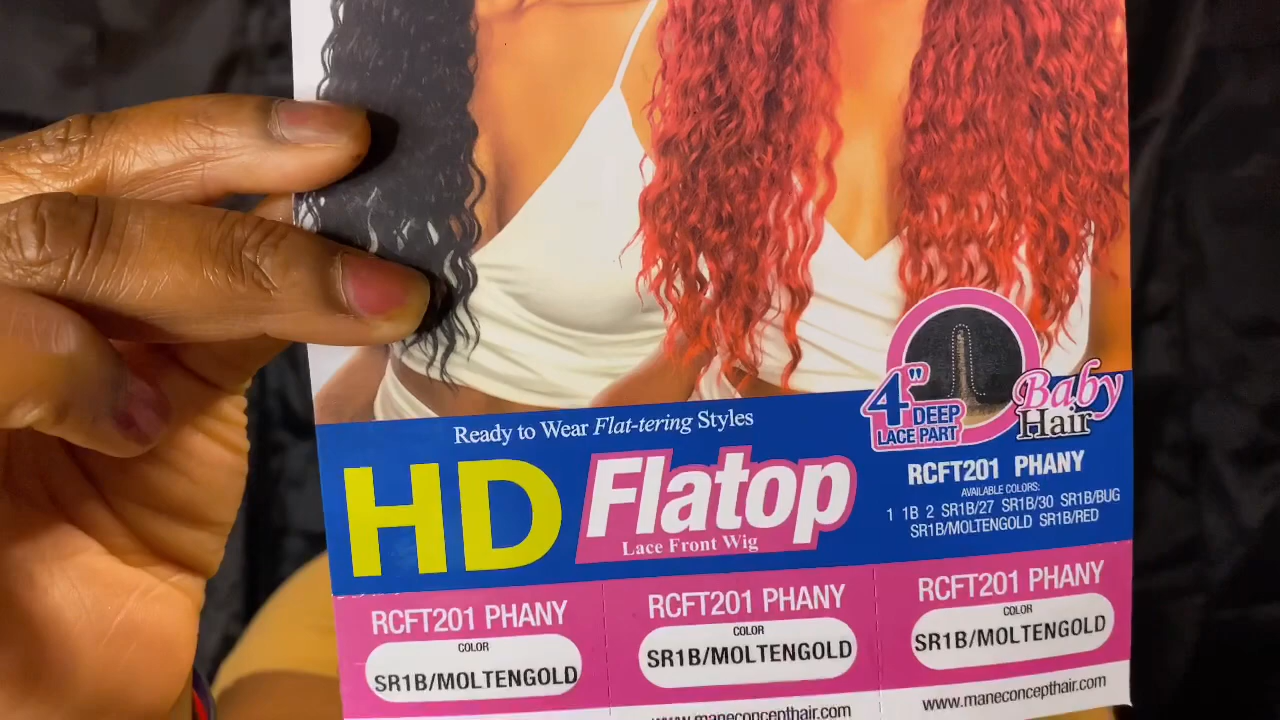 Ready to Wear Flat-tering Styles
HD Flatop
Lace Front Wig
4" DEEP
LACE PART
Baby
Hair
RCFT201 PHANY
AVAILABLE COLORS:
1 1B 2 SR1B/27 SR1B/30 SR1B/BUG
SR1B/MOLTENGOLD SR1B/RED
RCFT201 PHANY
COLOR
SR1B/MOLTENGOLD
RCFT201 PHANY
COLOR
SR1B/MOLTENGOLD
www.maneconcepthair.com
RCFT201 PHANY
COLOR
SR1B/MOLTENGOLD
www.maneconcepthair.com